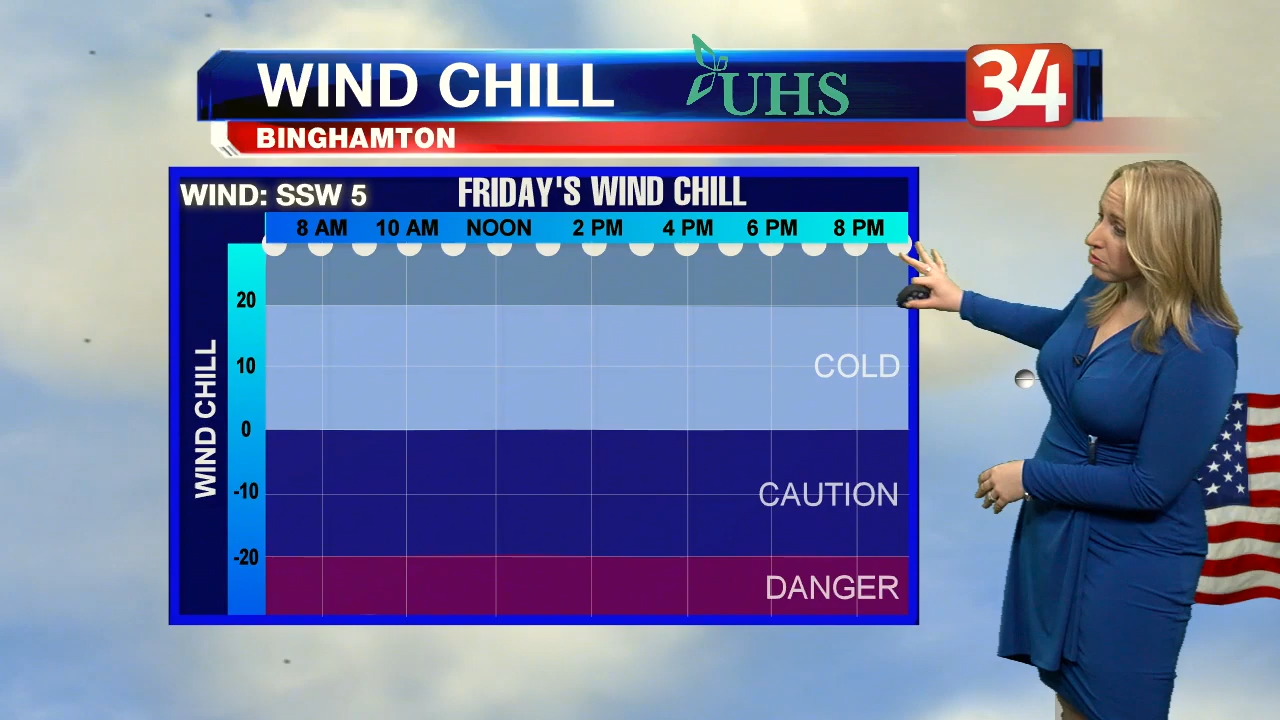 WIND CHILL
UHS
34
BINGHAMTON
WIND: SSW 5
FRIDAY'S WIND CHILL
8 AM 10 AM NOON 2 PM 4 PM 6 PM 8 PM
WIND CHILL
20
10
0
-10
-20
COLD
CAUTION
DANGER